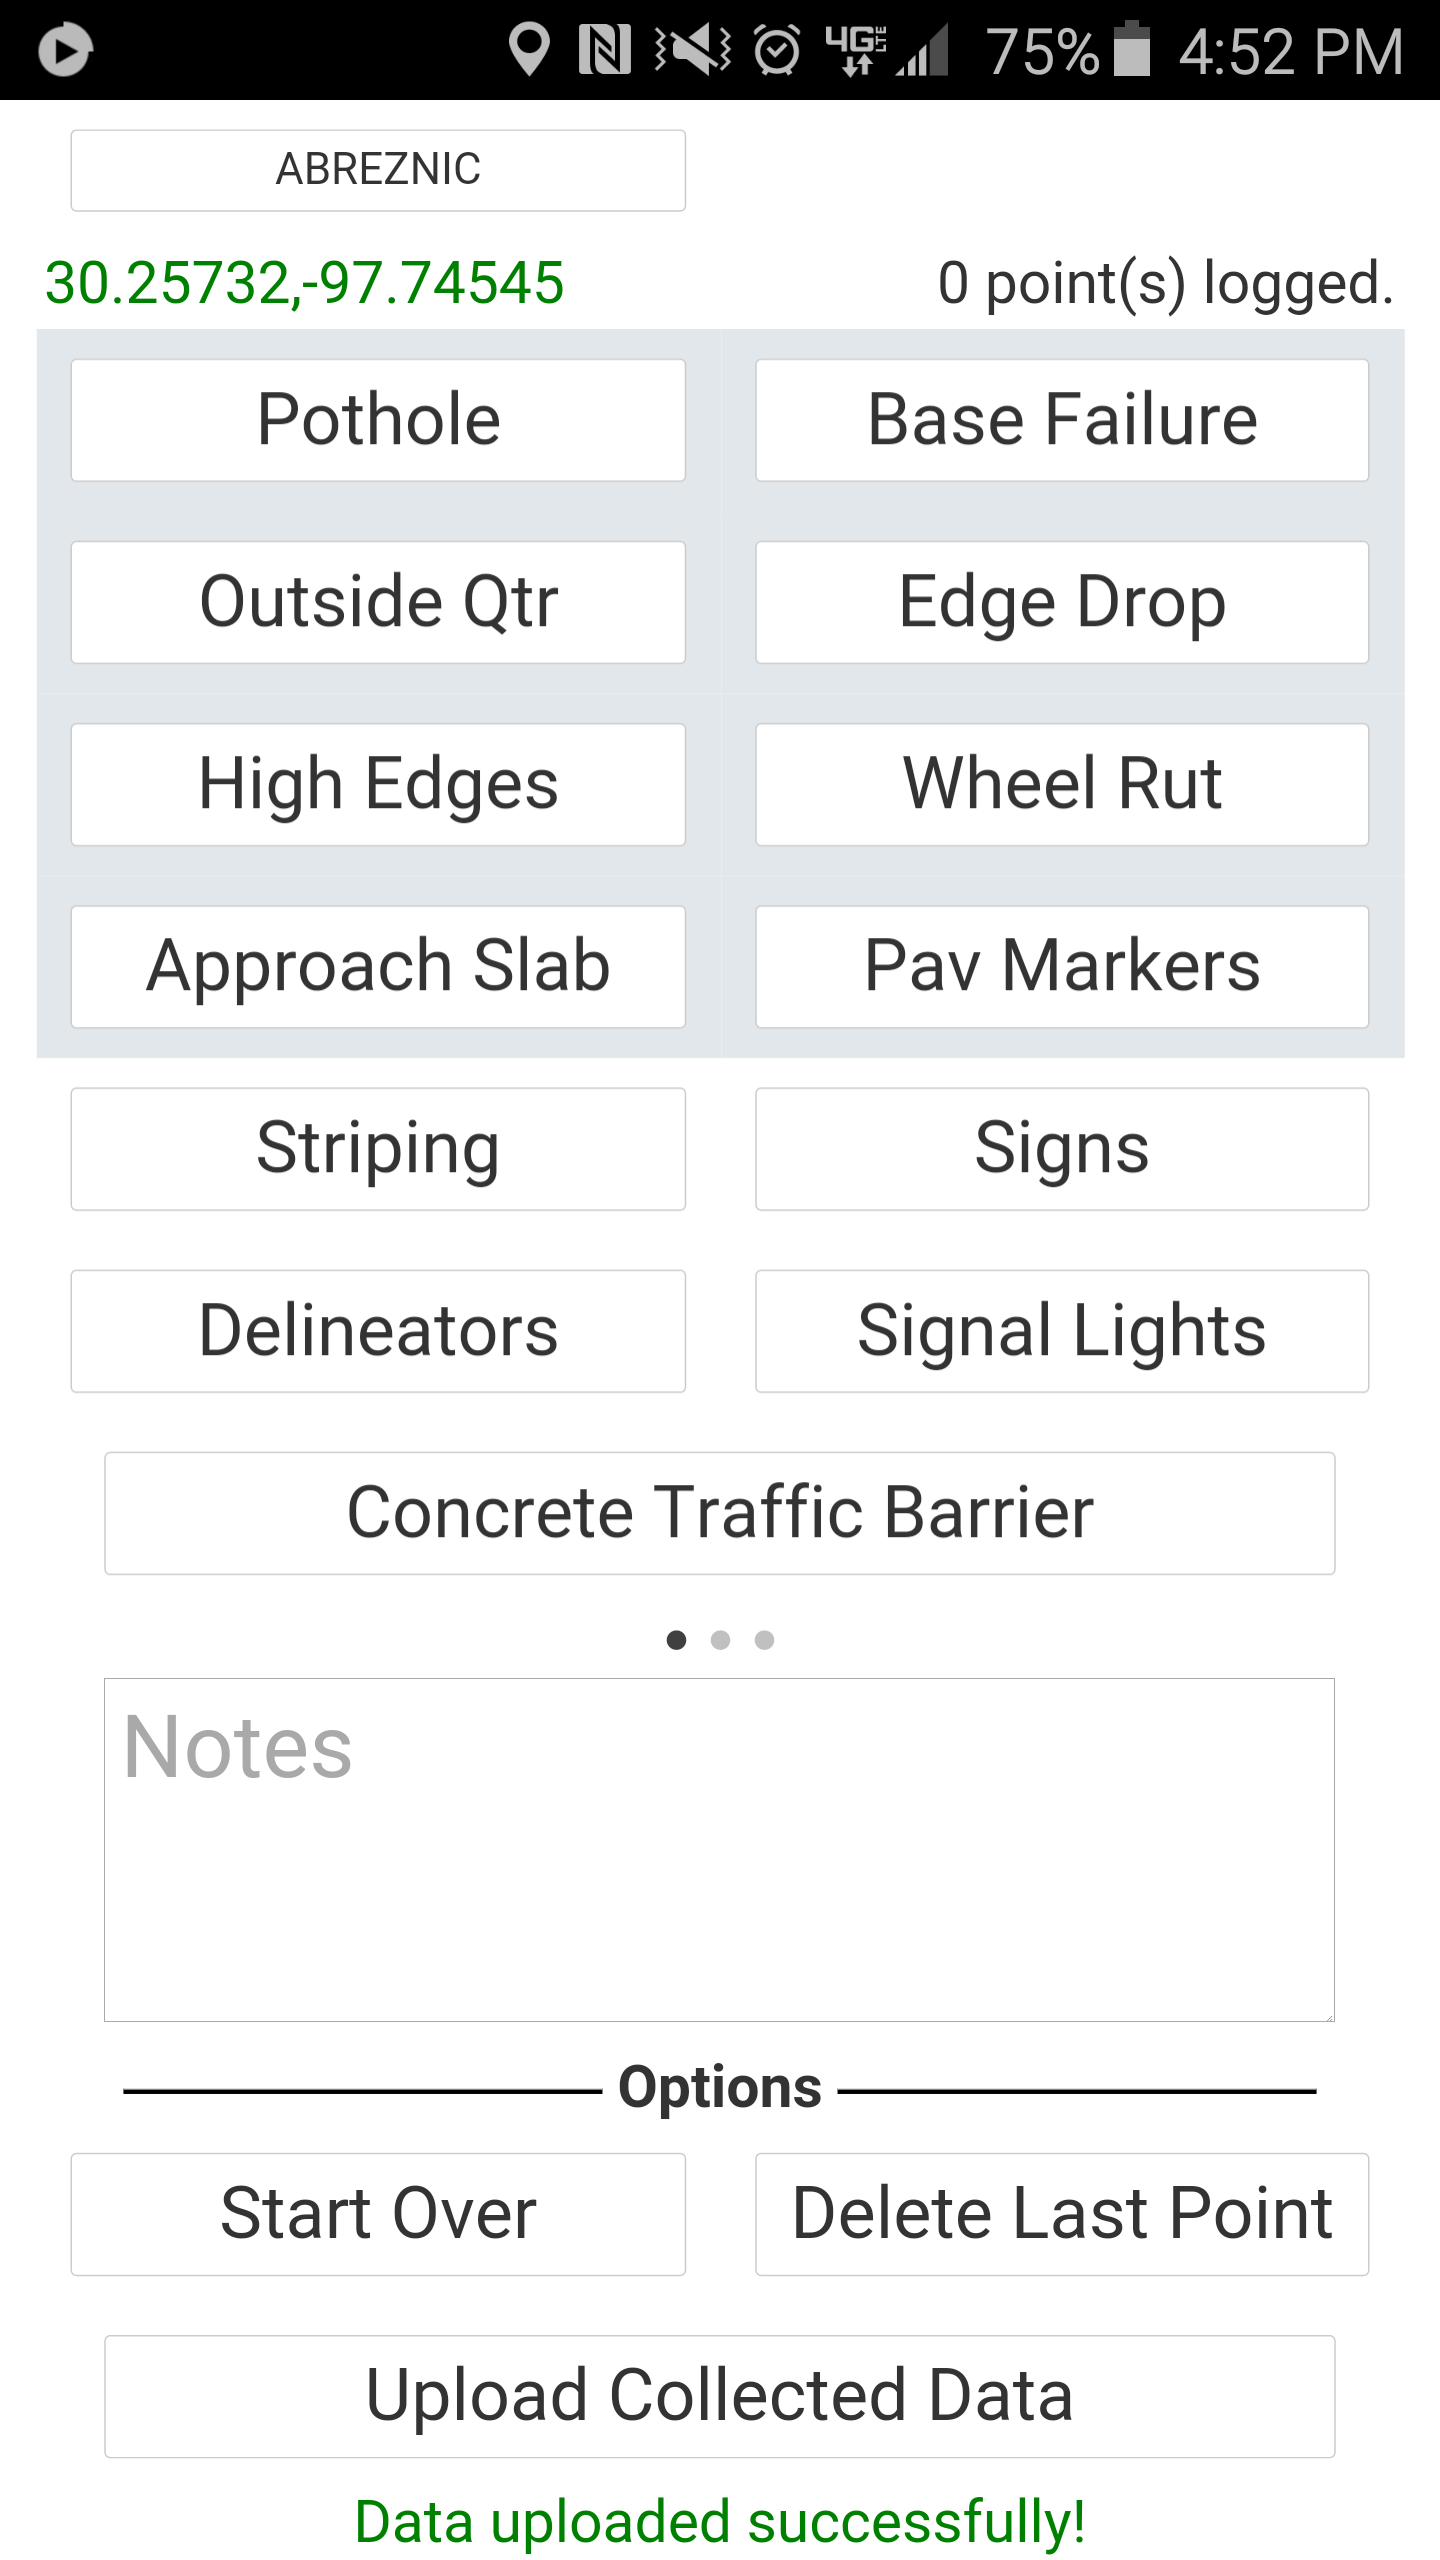 4G LTE 75% 4:52 PM
ABREZNIC
30.25732,-97.74545 0 point(s) logged.
Pothole Base Failure
Outside Qtr Edge Drop
High Edges Wheel Rut
Approach Slab Pav Markers
Striping Signs
Delineators Signal Lights
Concrete Traffic Barrier
Notes
Options
Start Over Delete Last Point
Upload Collected Data
Data uploaded successfully!